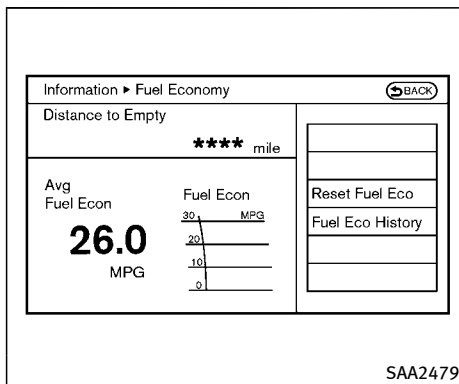 Information ▸ Fuel Economy
BACK
Distance to Empty
**** mile
Avg
Fuel Econ
26.0
MPG
Fuel Econ
30 MPG
20
10
0
Reset Fuel Eco
Fuel Eco History
SAA2479